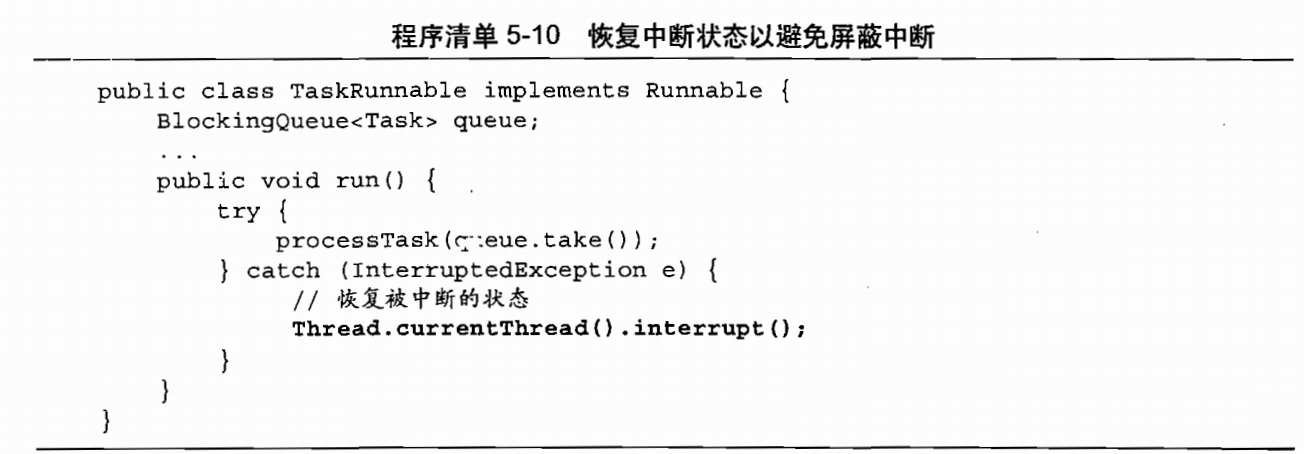 程序清单 5-10 恢复中断状态以避免屏蔽中断
public class TaskRunnable implements Runnable {
    BlockingQueue<Task> queue;
    ...
    public void run() {
        try {
            processTask(queue.take());
        } catch (InterruptedException e) {
            // 恢复被中断的状态
            Thread.currentThread().interrupt();
        }
    }
}